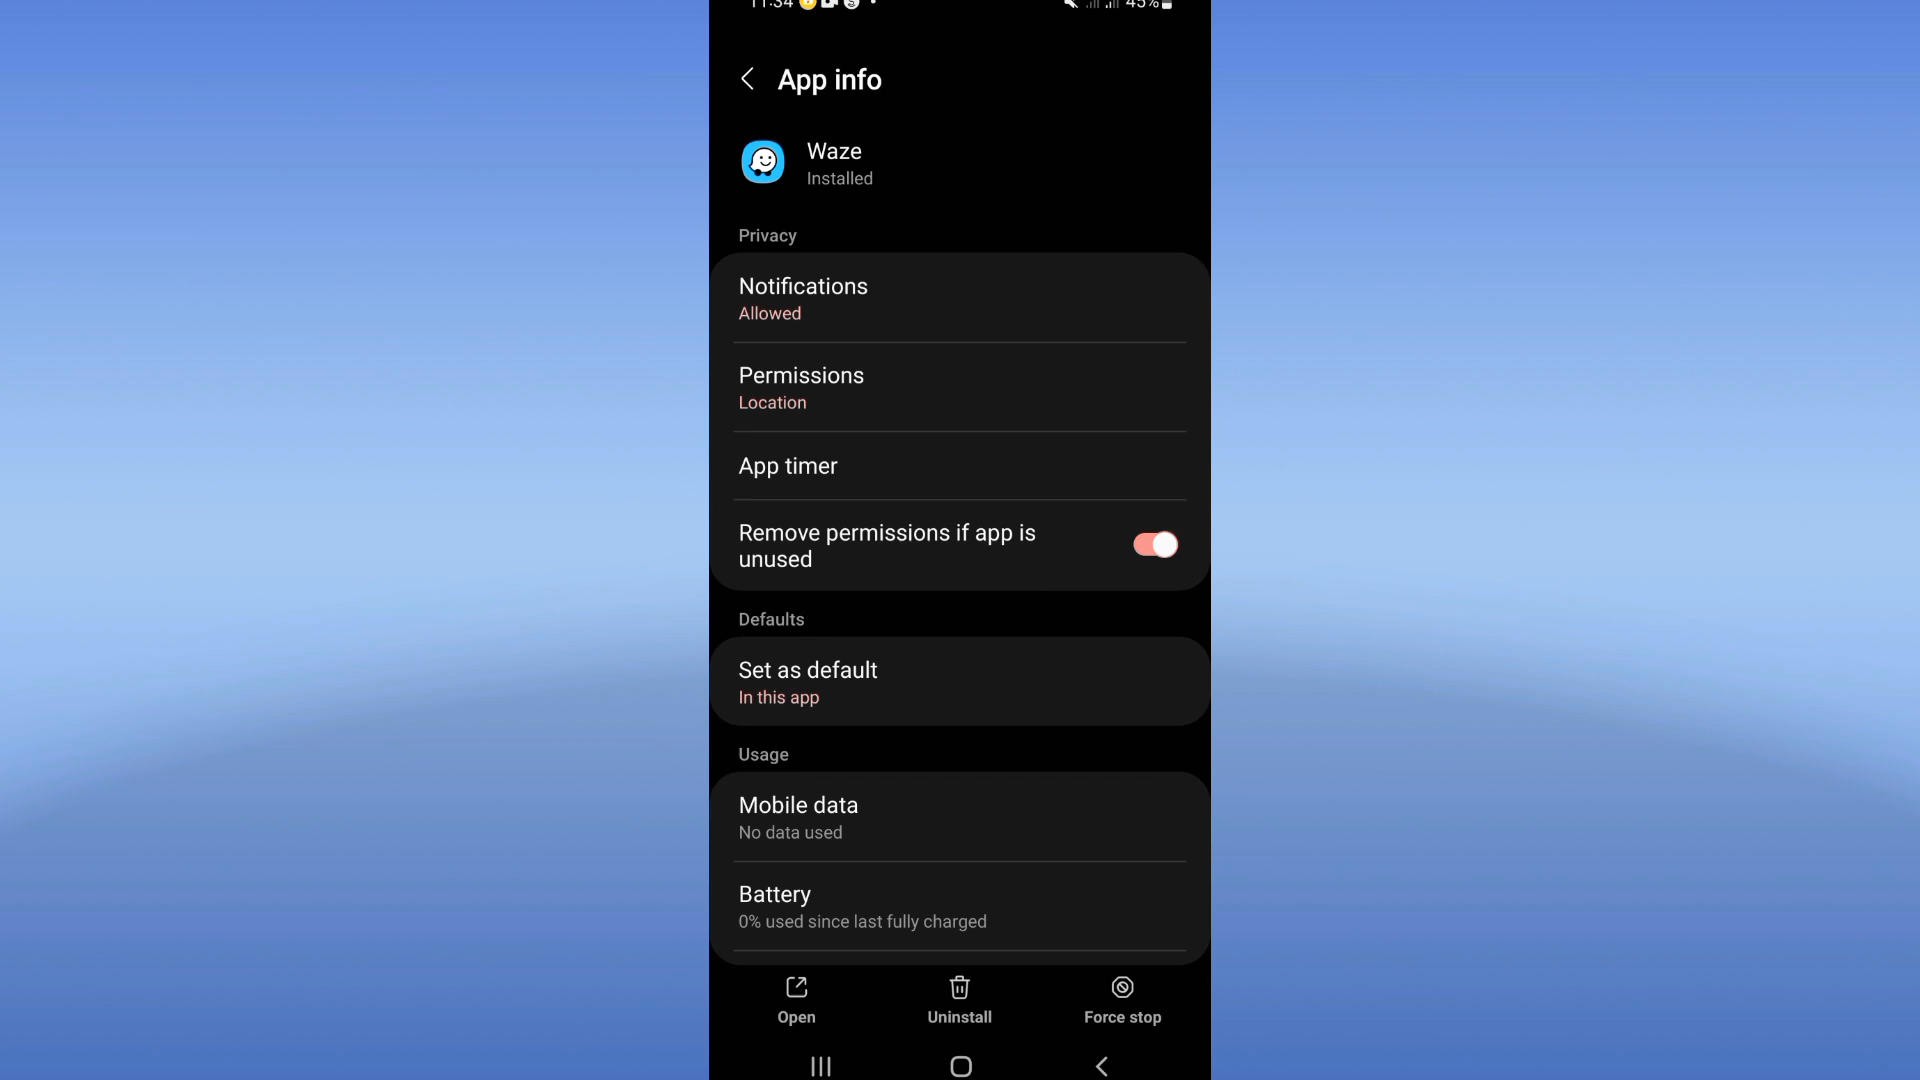 11:34 45%
App info
Waze
Installed
Privacy
Notifications
Allowed
Permissions
Location
App timer
Remove permissions if app is
unused
Defaults
Set as default
In this app
Usage
Mobile data
No data used
Battery
0% used since last fully charged
Open Uninstall Force stop